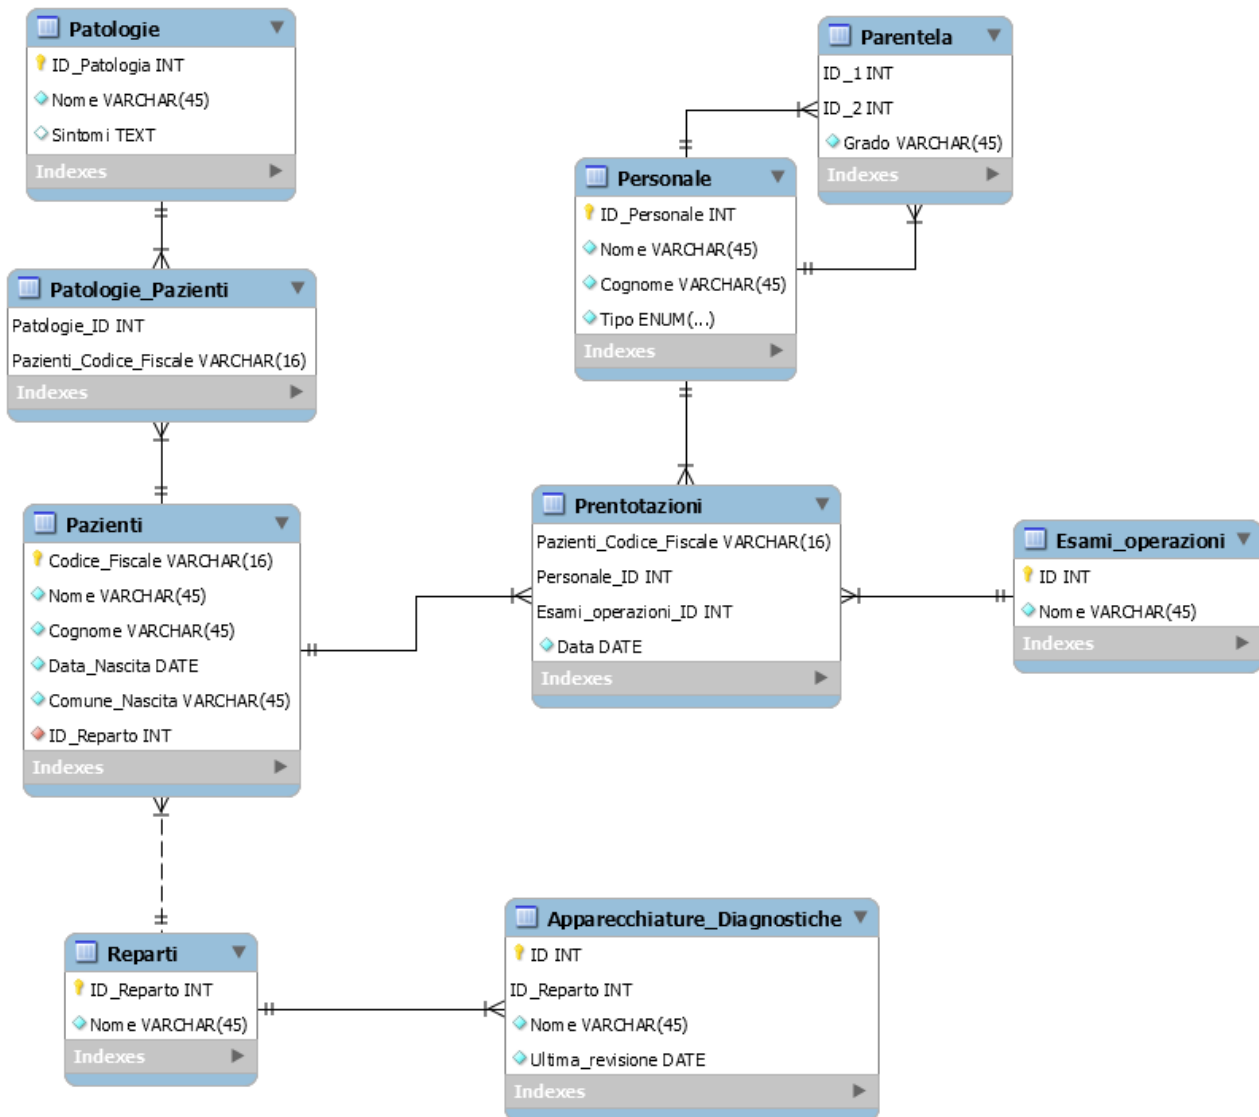 Patologie
ID_Patologia INT
Nome VARCHAR(45)
Sintomi TEXT
Indexes
Parentela
ID_1 INT
ID_2 INT
Grado VARCHAR(45)
Indexes
Personale
ID_Personale INT
Nome VARCHAR(45)
Cognome VARCHAR(45)
Tipo ENUM(...)
Indexes
Patologie_Pazienti
Patologie_ID INT
Pazienti_Codice_Fiscale VARCHAR(16)
Indexes
Pazienti
Codice_Fiscale VARCHAR(16)
Nome VARCHAR(45)
Cognome VARCHAR(45)
Data_Nascita DATE
Comune_Nascita VARCHAR(45)
ID_Reparto INT
Indexes
Prentotazioni
Pazienti_Codice_Fiscale VARCHAR(16)
Personale_ID INT
Esami_operazioni_ID INT
Data DATE
Indexes
Esami_operazioni
ID INT
Nome VARCHAR(45)
Indexes
Reparti
ID_Reparto INT
Nome VARCHAR(45)
Indexes
Apparecchiature_Diagnostiche
ID INT
ID_Reparto INT
Nome VARCHAR(45)
Ultima_revisione DATE
Indexes